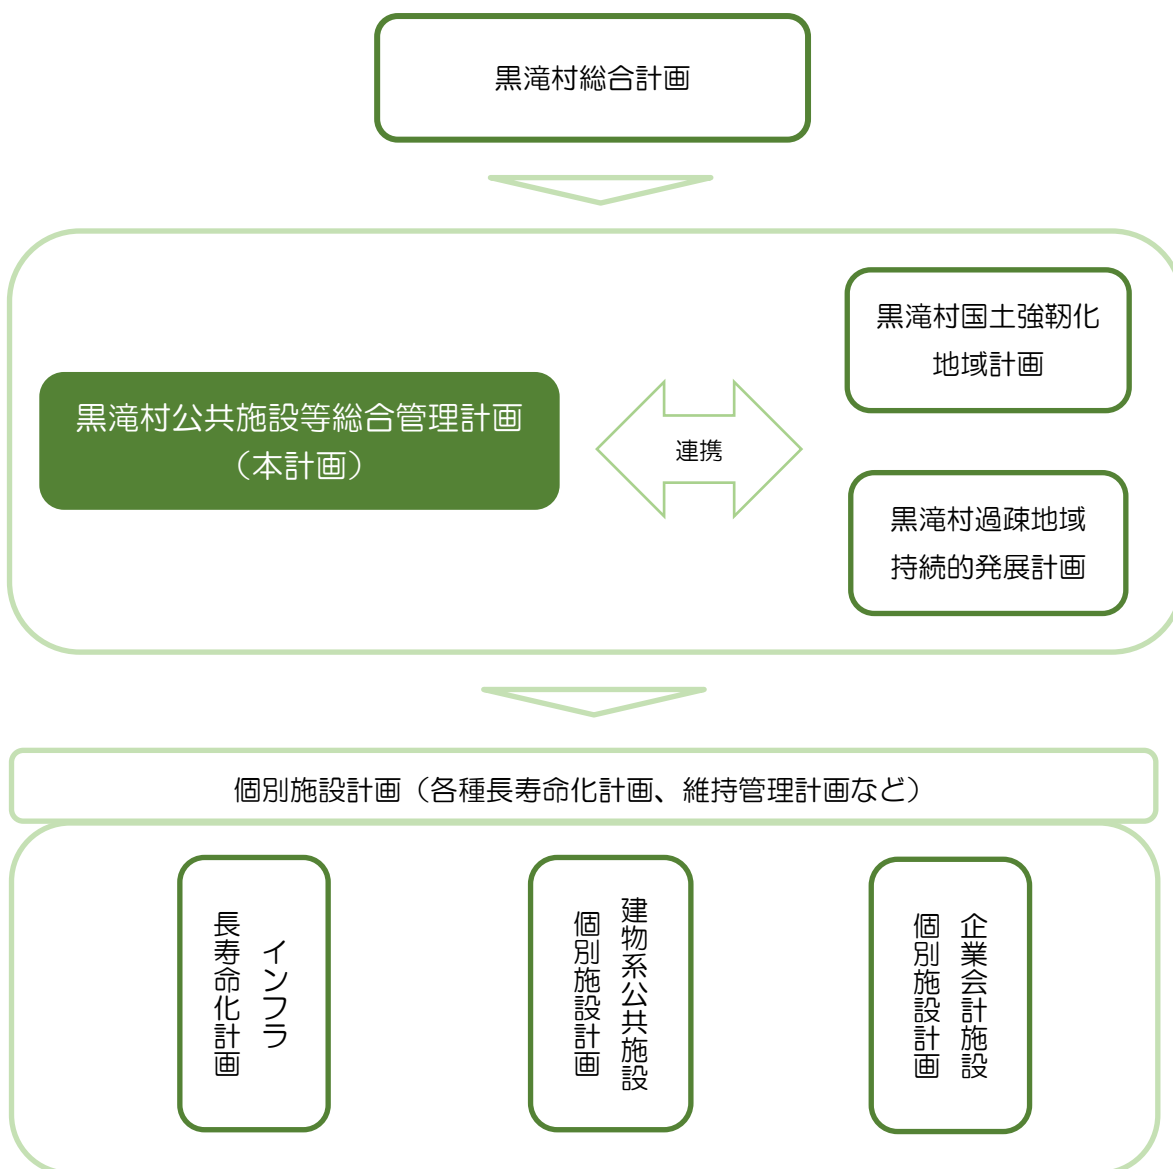 黒滝村総合計画
黒滝村国土強靭化
地域計画
黒滝村公共施設等総合管理計画
（本計画）
連携
黒滝村過疎地域
持続的発展計画
個別施設計画（各種長寿命化計画、維持管理計画など）
インフラ
長寿命化計画
建物系公共施設
個別施設計画
企業会計施設
個別施設計画